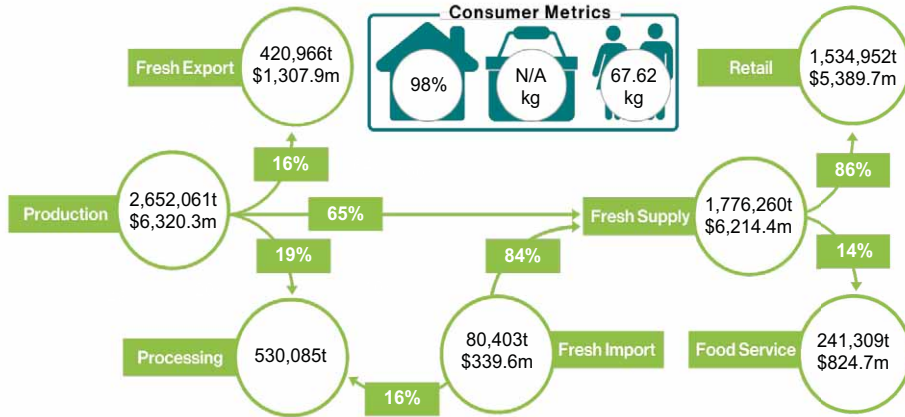 Consumer Metrics
98%
N/A
kg
67.62
kg
Fresh Export
420,966t
$1,307.9m
Retail
1,534,952t
$5,389.7m
16%
86%
Production
2,652,061t
$6,320.3m
65%
Fresh Supply
1,776,260t
$6,214.4m
19%
84%
14%
Processing
530,085t
80,403t
$339.6m
Fresh Import
Food Service
241,309t
$824.7m
16%